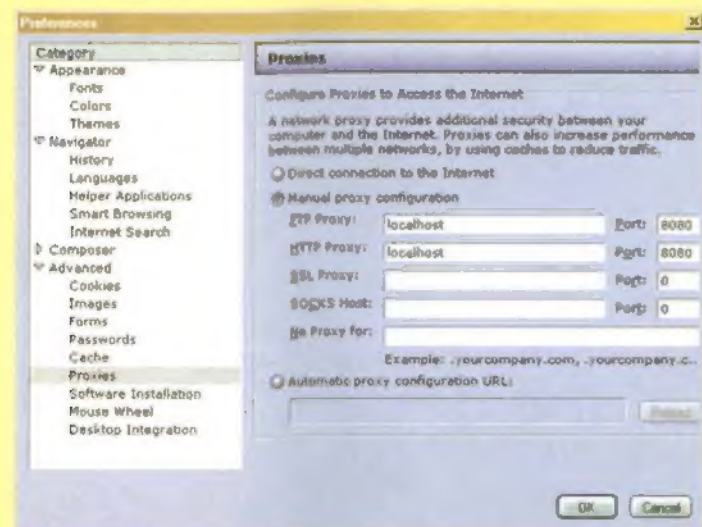 Preferences
Category
Appearance
Fonts
Colors
Themes
Navigator
History
Languages
Helper Applications
Smart Browsing
Internet Search
Composer
Advanced
Cookies
Images
Forms
Passwords
Cache
Proxies
Software Installation
Mouse Wheel
Desktop Integration
Proxies
Configure Proxies to Access the Internet
A network proxy provides additional security between your
computer and the Internet. Proxies can also increase performance
between multiple networks, by using caches to reduce traffic.
Direct connection to the Internet
Manual proxy configuration
FTP Proxy: localhost Port: 8080
HTTP Proxy: localhost Port: 8080
SSL Proxy: Port: 0
SOCKS Host: Port: 0
No Proxy for:
Example: .yourcompany.com, .yourcompany.c...
Automatic proxy configuration URL:
Reload
OK Cancel